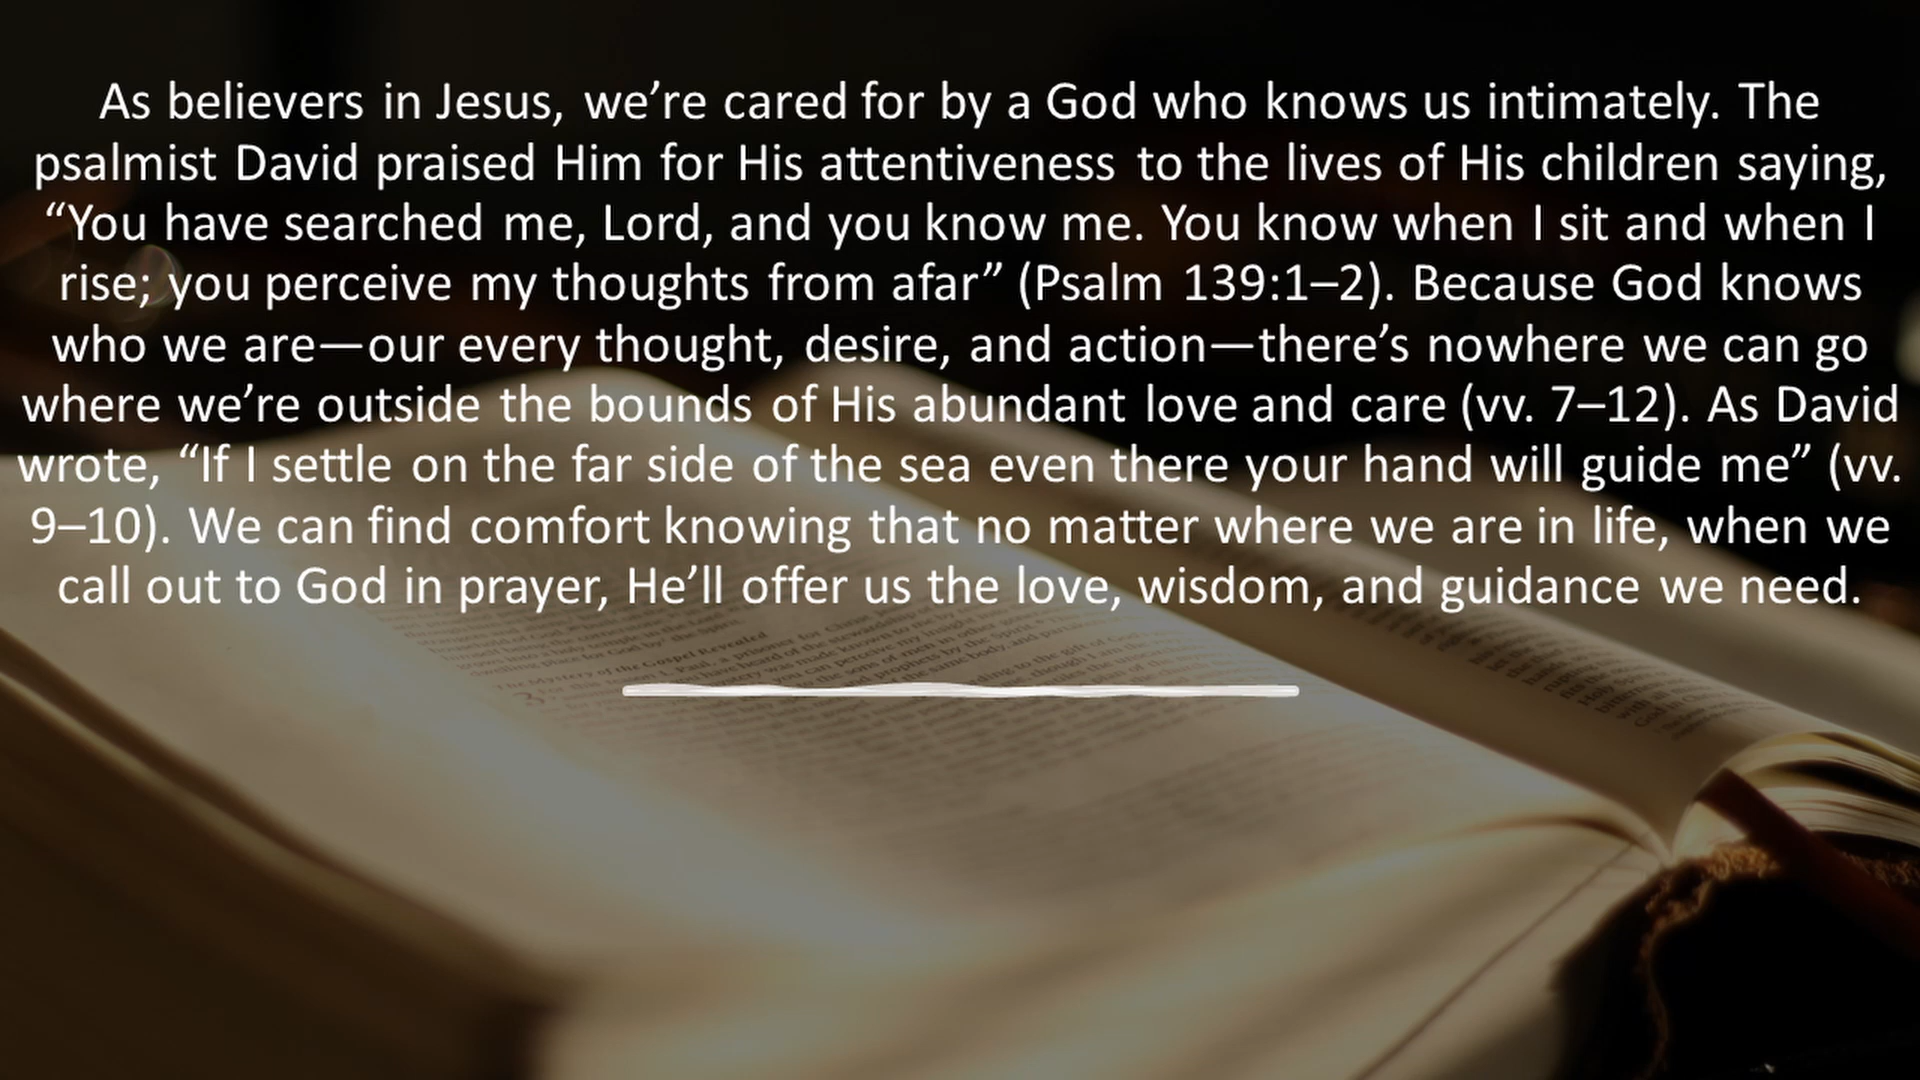 As believers in Jesus, we’re cared for by a God who knows us intimately. The
psalmist David praised Him for His attentiveness to the lives of His children saying,
“You have searched me, Lord, and you know me. You know when I sit and when I
rise; you perceive my thoughts from afar” (Psalm 139:1–2). Because God knows
who we are—our every thought, desire, and action—there’s nowhere we can go
where we’re outside the bounds of His abundant love and care (vv. 7–12). As David
wrote, “If I settle on the far side of the sea even there your hand will guide me” (vv.
9–10). We can find comfort knowing that no matter where we are in life, when we
call out to God in prayer, He’ll offer us the love, wisdom, and guidance we need.
The Mystery of the Gospel Revealed